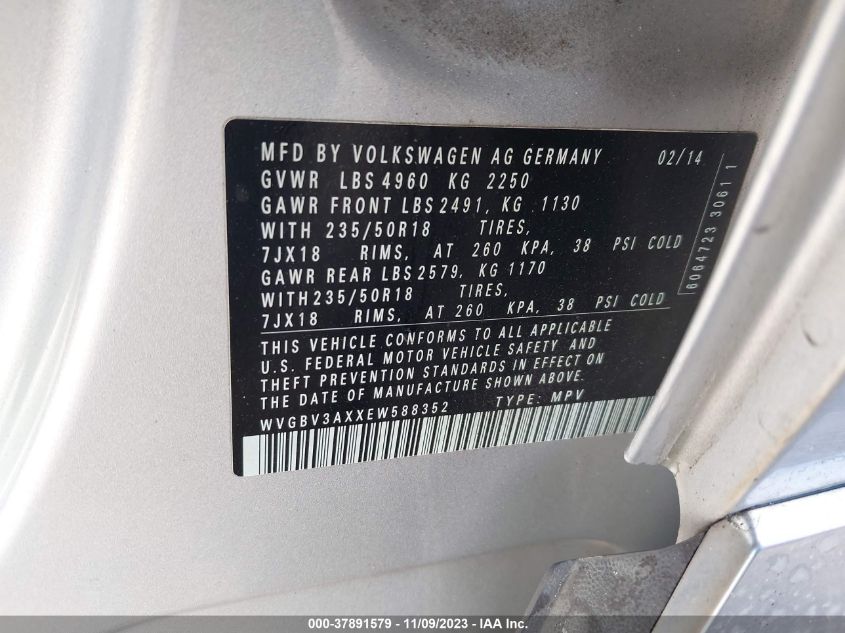 MFD BY VOLKSWAGEN AG GERMANY 02/14
GVWR LBS 4960 KG 2250
GAWR FRONT LBS 2491, KG 1130
WITH 235/50R18 TIRES,
7JX18 RIMS, AT 260 KPA, 38 PSI COLD
GAWR REAR LBS 2579, KG 1170
WITH 235/50R18 TIRES,
7JX18 RIMS, AT 260 KPA, 38 PSI COLD
THIS VEHICLE CONFORMS TO ALL APPLICABLE
U.S. FEDERAL MOTOR VEHICLE SAFETY AND
THEFT PREVENTION STANDARDS IN EFFECT ON
THE DATE OF MANUFACTURE SHOWN ABOVE.
WVGBV3AXXEW588352 TYPE: MPV
6064723 30611
000-37891579 - 11/09/2023 - IAA Inc.